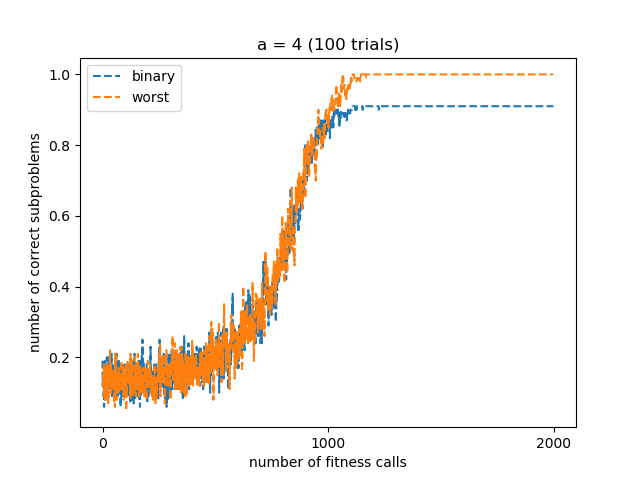 a = 4 (100 trials)
binary
worst
number of correct subproblems
1.0
0.8
0.6
0.4
0.2
0
1000
2000
number of fitness calls